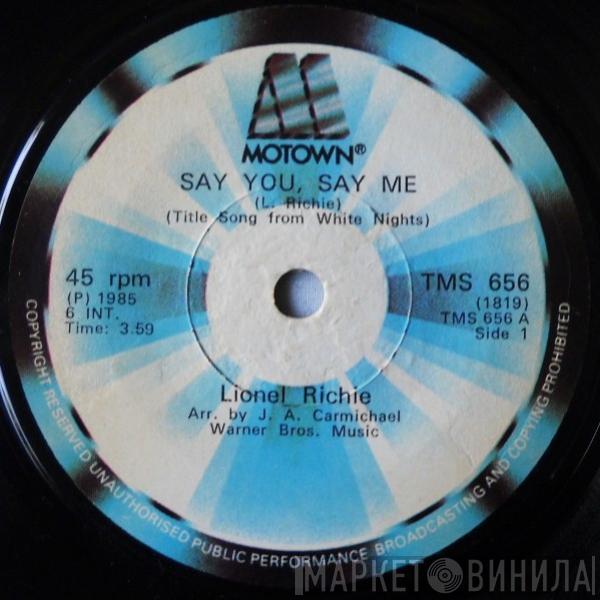 MOTOWN®
SAY YOU, SAY ME
(L. Richie)
(Title Song from White Nights)
45 rpm
(P) 1985
6 INT.
Time: 3.59
TMS 656
(1819)
TMS 656 A
Side 1
Lionel Richie
Arr. by J. A. Carmichael
Warner Bros. Music
COPYRIGHT RESERVED UNAUTHORISED PUBLIC PERFORMANCE BROADCASTING AND COPYING PROHIBITED
МАРКЕТ ВИНИЛА